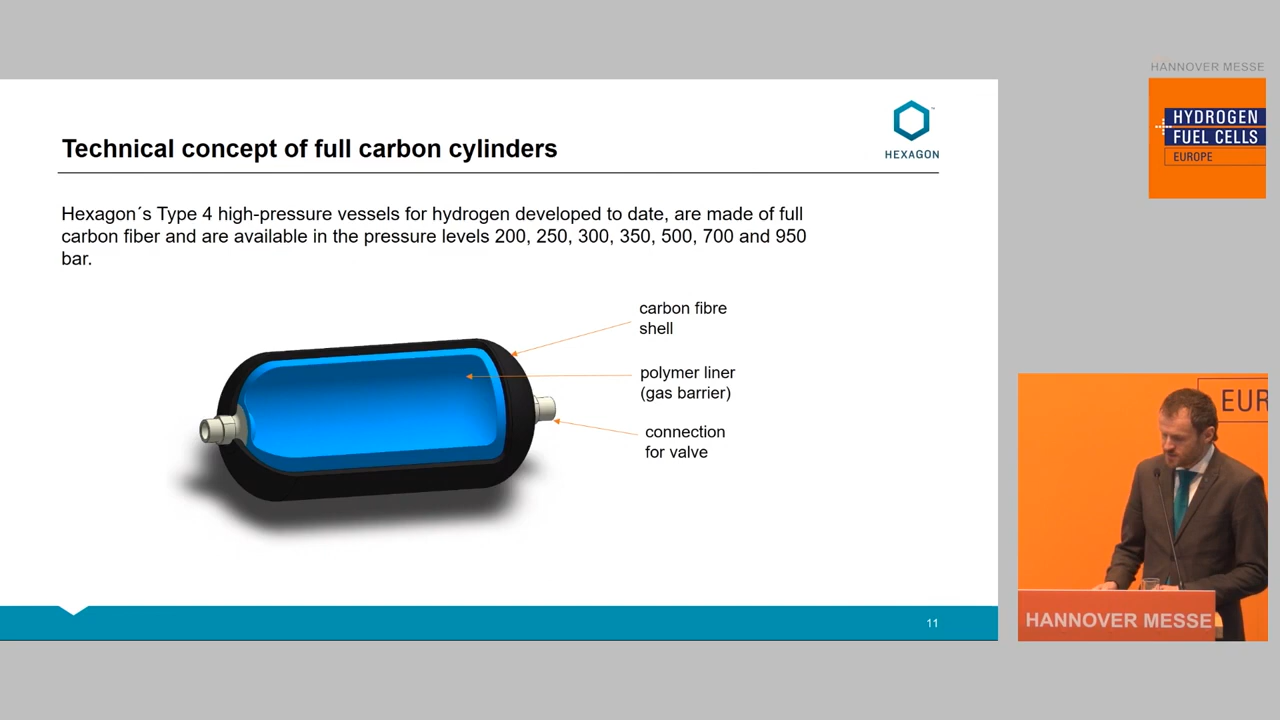 HANNOVER MESSE
HYDROGEN
FUEL CELLS
EUROPE
HEXAGON
Technical concept of full carbon cylinders
Hexagon´s Type 4 high-pressure vessels for hydrogen developed to date, are made of full
carbon fiber and are available in the pressure levels 200, 250, 300, 350, 500, 700 and 950
bar.
carbon fibre
shell
polymer liner
(gas barrier)
connection
for valve
11
EUR
HANNOVER MESSE